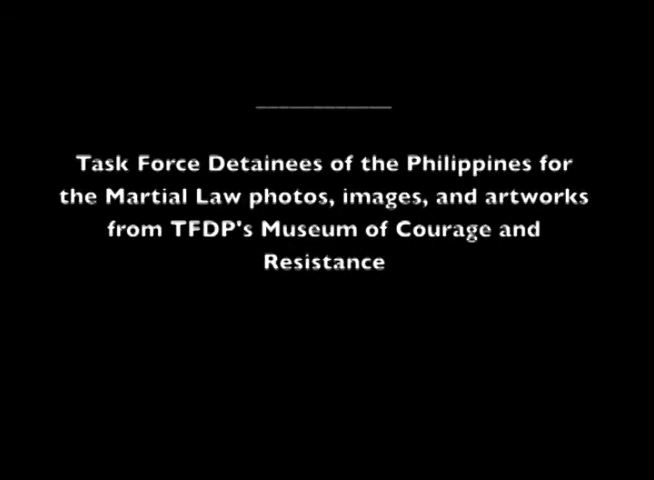 Task Force Detainees of the Philippines for
the Martial Law photos, images, and artworks
from TFDP's Museum of Courage and
Resistance